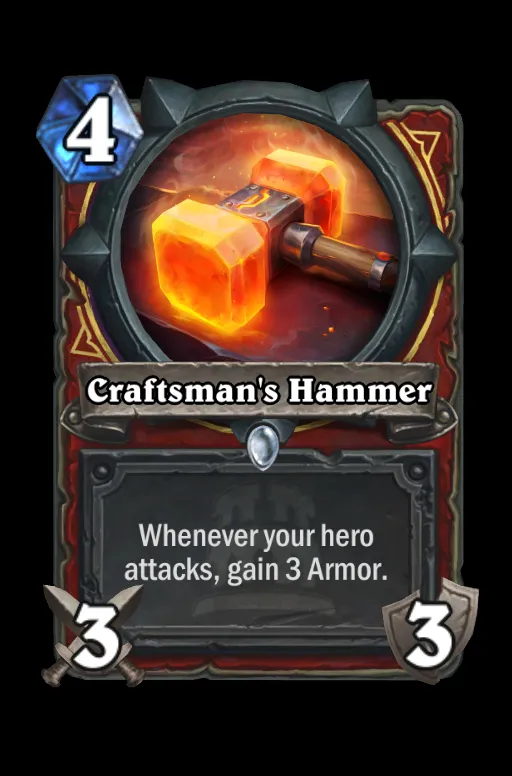 4
Craftsman's Hammer
Whenever your hero
attacks, gain 3 Armor.
3
3